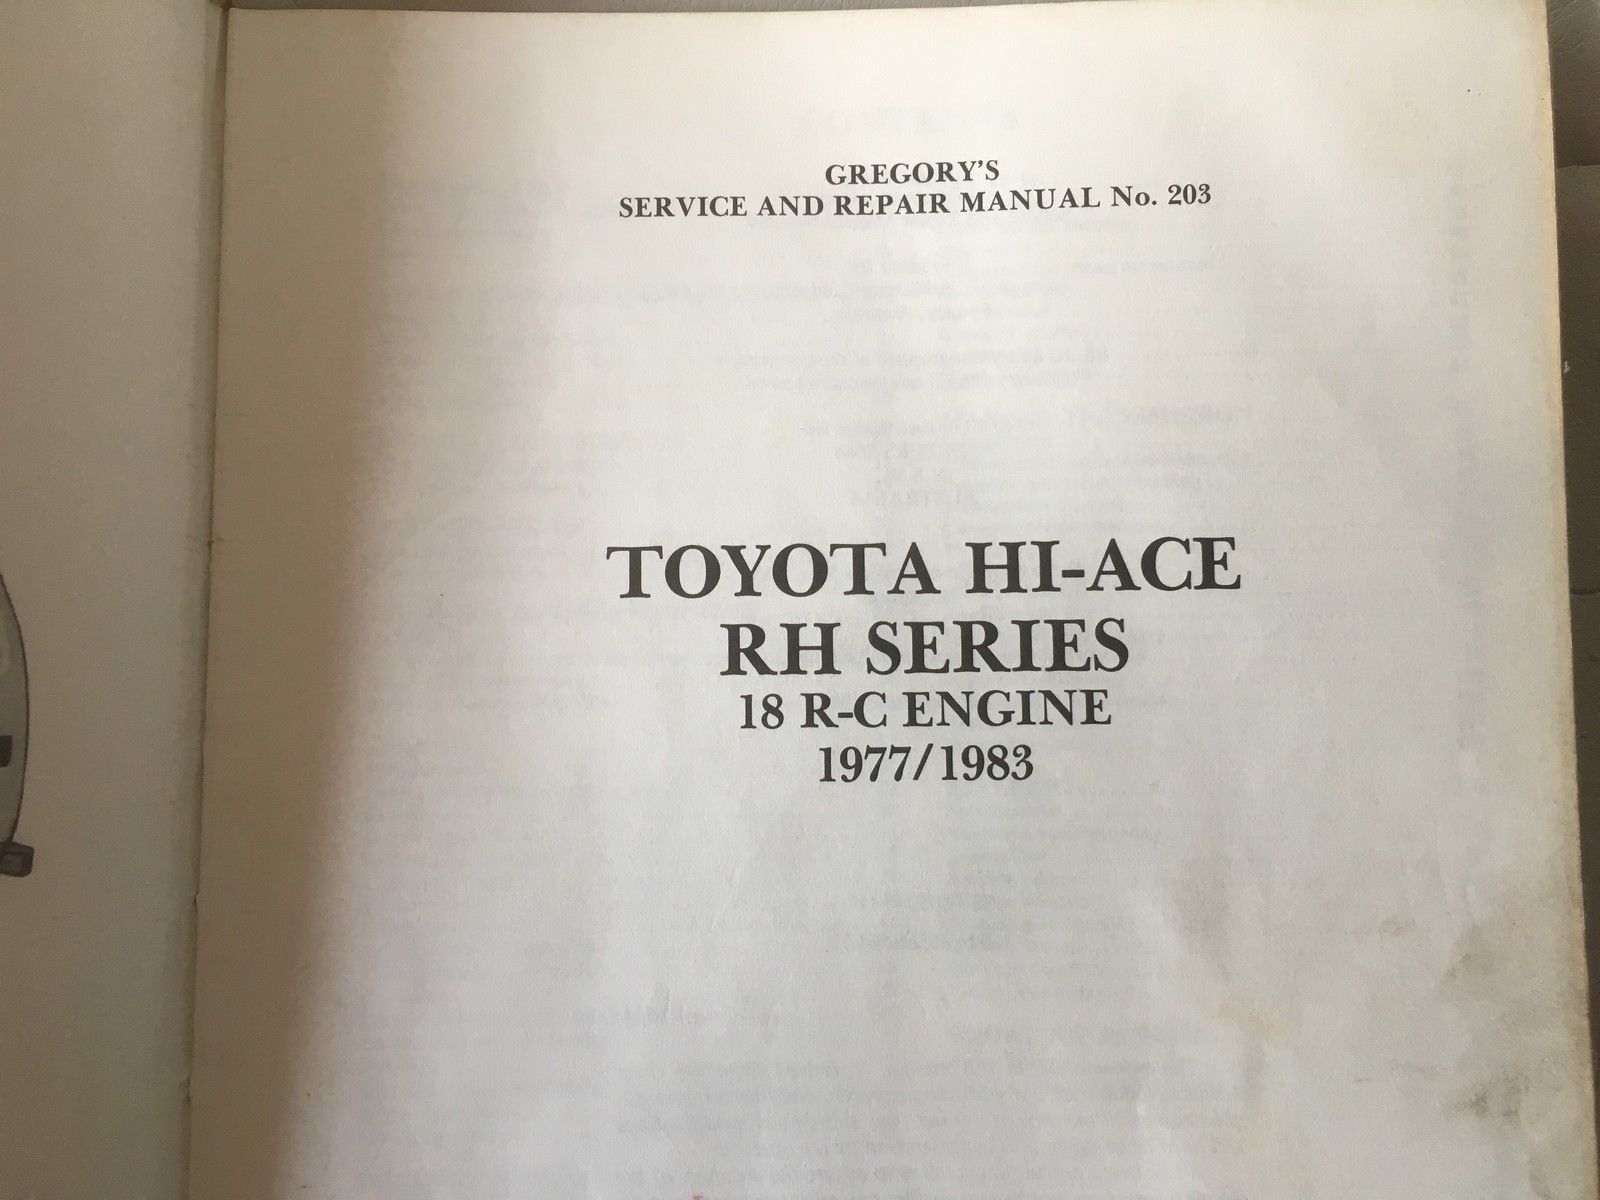 GREGORY'S
SERVICE AND REPAIR MANUAL No. 203
TOYOTA HI-ACE
RH SERIES
18 R-C ENGINE
1977/1983